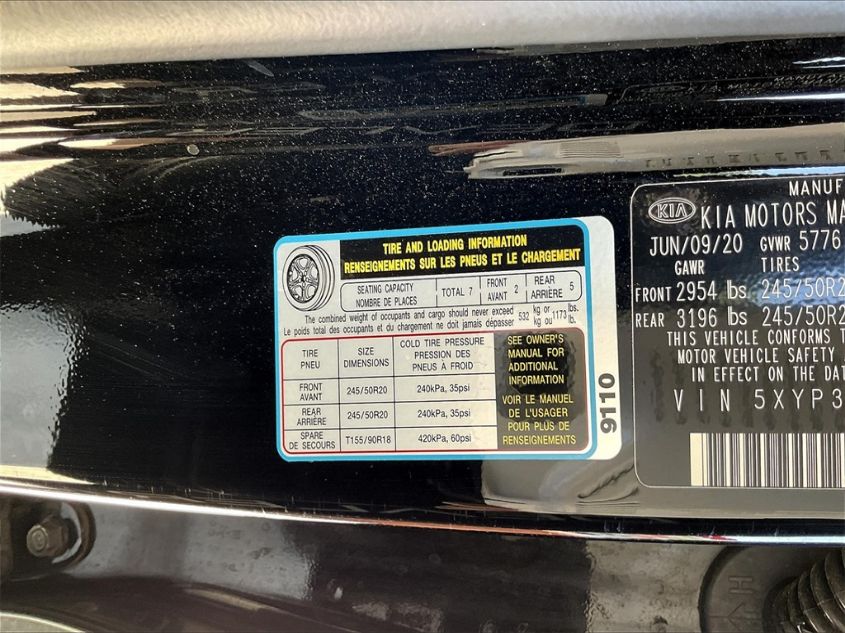 TIRE AND LOADING INFORMATION
RENSEIGNEMENTS SUR LES PNEUS ET LE CHARGEMENT
SEATING CAPACITY
NOMBRE DE PLACES
TOTAL 7
FRONT
AVANT 2
REAR
ARRIÈRE 5
The combined weight of occupants and cargo should never exceed 532 kg or 1173 lbs.
Le poids total des occupants et du chargement ne doit jamais dépasser kg ou lb.
TIRE
PNEU
SIZE
DIMENSIONS
COLD TIRE PRESSURE
PRESSION DES
PNEUS A FROID
FRONT
AVANT
245/50R20
240kPa, 35psi
REAR
ARRIÈRE
245/50R20
240kPa, 35psi
SPARE
DE SECOURS
T155/90R18
420kPa, 60psi
SEE OWNER'S
MANUAL FOR
ADDITIONAL
INFORMATION
VOIR LE MANUEL
DE L'USAGER
POUR PLUS DE
RENSEIGNEMENTS
9110
MANUF
KIA KIA MOTORS MA
JUN/09/20 GVWR 5776
GAWR TIRES
FRONT 2954 lbs 245/50R2
REAR 3196 lbs 245/50R2
THIS VEHICLE CONFORMS T
MOTOR VEHICLE SAFETY
IN EFFECT ON THE DAT
VIN 5XYP3